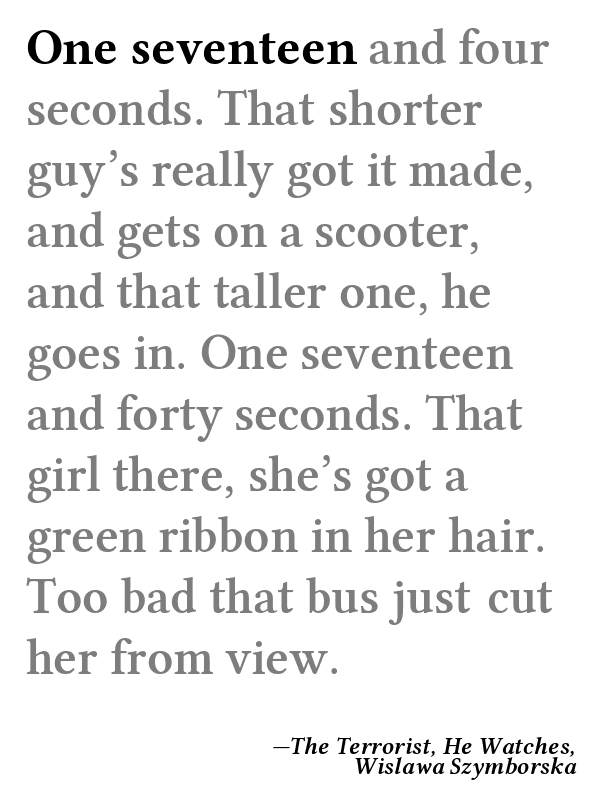 One seventeen and four
seconds. That shorter
guy’s really got it made,
and gets on a scooter,
and that taller one, he
goes in. One seventeen
and forty seconds. That
girl there, she’s got a
green ribbon in her hair.
Too bad that bus just cut
her from view.
—The Terrorist, He Watches,
Wislawa Szymborska